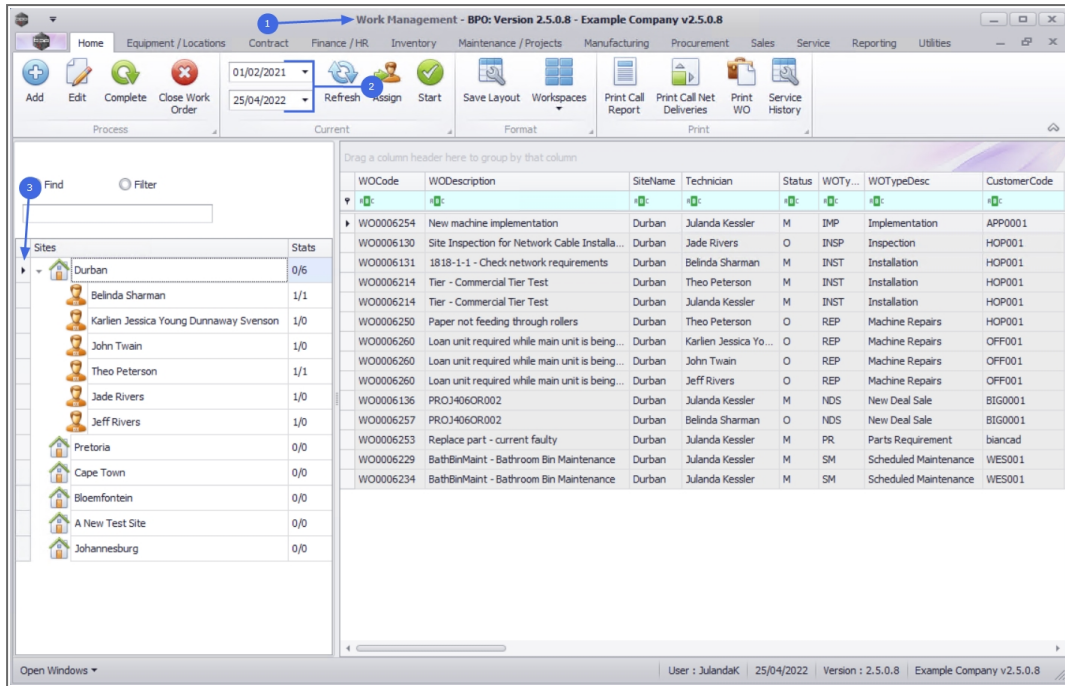 1
Work Management - BPO: Version 2.5.0.8 - Example Company v2.5.0.8
Home Equipment / Locations Contract Finance / HR Inventory Maintenance / Projects Manufacturing Procurement Sales Service Reporting Utilities
01/02/2021
2
25/04/2022
Add Edit Complete Close Work Order Refresh Assign Start Save Layout Workspaces Print Call Report Print Call Net Deliveries Print WO Service History
Process Current Format Print
Drag a column header here to group by that column
3
Find Filter
WOCode WODescription SiteName Technician Status WOTy... WOTypeDesc CustomerCode
Sites Stats
Durban 0/6
Belinda Sharman 1/1
Karlien Jessica Young Dunnaway Svenson 1/0
John Twain 1/0
Theo Peterson 1/1
Jade Rivers 1/0
Jeff Rivers 1/0
Pretoria 0/0
Cape Town 0/0
Bloemfontein 0/0
A New Test Site 0/0
Johannesburg 0/0
WO0006254 New machine implementation Durban Julanda Kessler M IMP Implementation APP0001
WO0006130 Site Inspection for Network Cable Installa... Durban Jade Rivers O INSP Inspection HOP001
WO0006131 1818-1-1 - Check network requirements Durban Belinda Sharman M INST Installation HOP001
WO0006214 Tier - Commercial Tier Test Durban Theo Peterson M INST Installation HOP001
WO0006214 Tier - Commercial Tier Test Durban Julanda Kessler M INST Installation HOP001
WO0006250 Paper not feeding through rollers Durban Theo Peterson O REP Machine Repairs HOP001
WO0006260 Loan unit required while main unit is being... Durban Karlien Jessica Yo... O REP Machine Repairs OFF001
WO0006260 Loan unit required while main unit is being... Durban John Twain O REP Machine Repairs OFF001
WO0006260 Loan unit required while main unit is being... Durban Jeff Rivers O REP Machine Repairs OFF001
WO0006136 PROJ406OR002 Durban Julanda Kessler M NDS New Deal Sale BIG0001
WO0006257 PROJ406OR002 Durban Belinda Sharman O NDS New Deal Sale BIG0001
WO0006253 Replace part - current faulty Durban Julanda Kessler M PR Parts Requirement biancad
WO0006229 BathBinMaint - Bathroom Bin Maintenance Durban Julanda Kessler M SM Scheduled Maintenance WES001
WO0006234 BathBinMaint - Bathroom Bin Maintenance Durban Julanda Kessler M SM Scheduled Maintenance WES001
Open Windows User : JulandaK 25/04/2022 Version : 2.5.0.8 Example Company v2.5.0.8